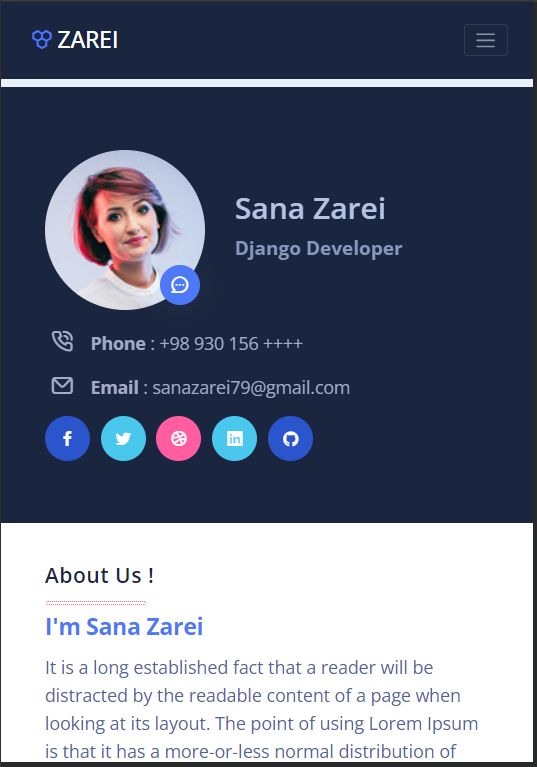 ZAREI
Sana Zarei
Django Developer
Phone : +98 930 156 ++++
Email : sanazarei79@gmail.com
About Us !
I'm Sana Zarei
It is a long established fact that a reader will be
distracted by the readable content of a page when
looking at its layout. The point of using Lorem Ipsum
is that it has a more-or-less normal distribution of